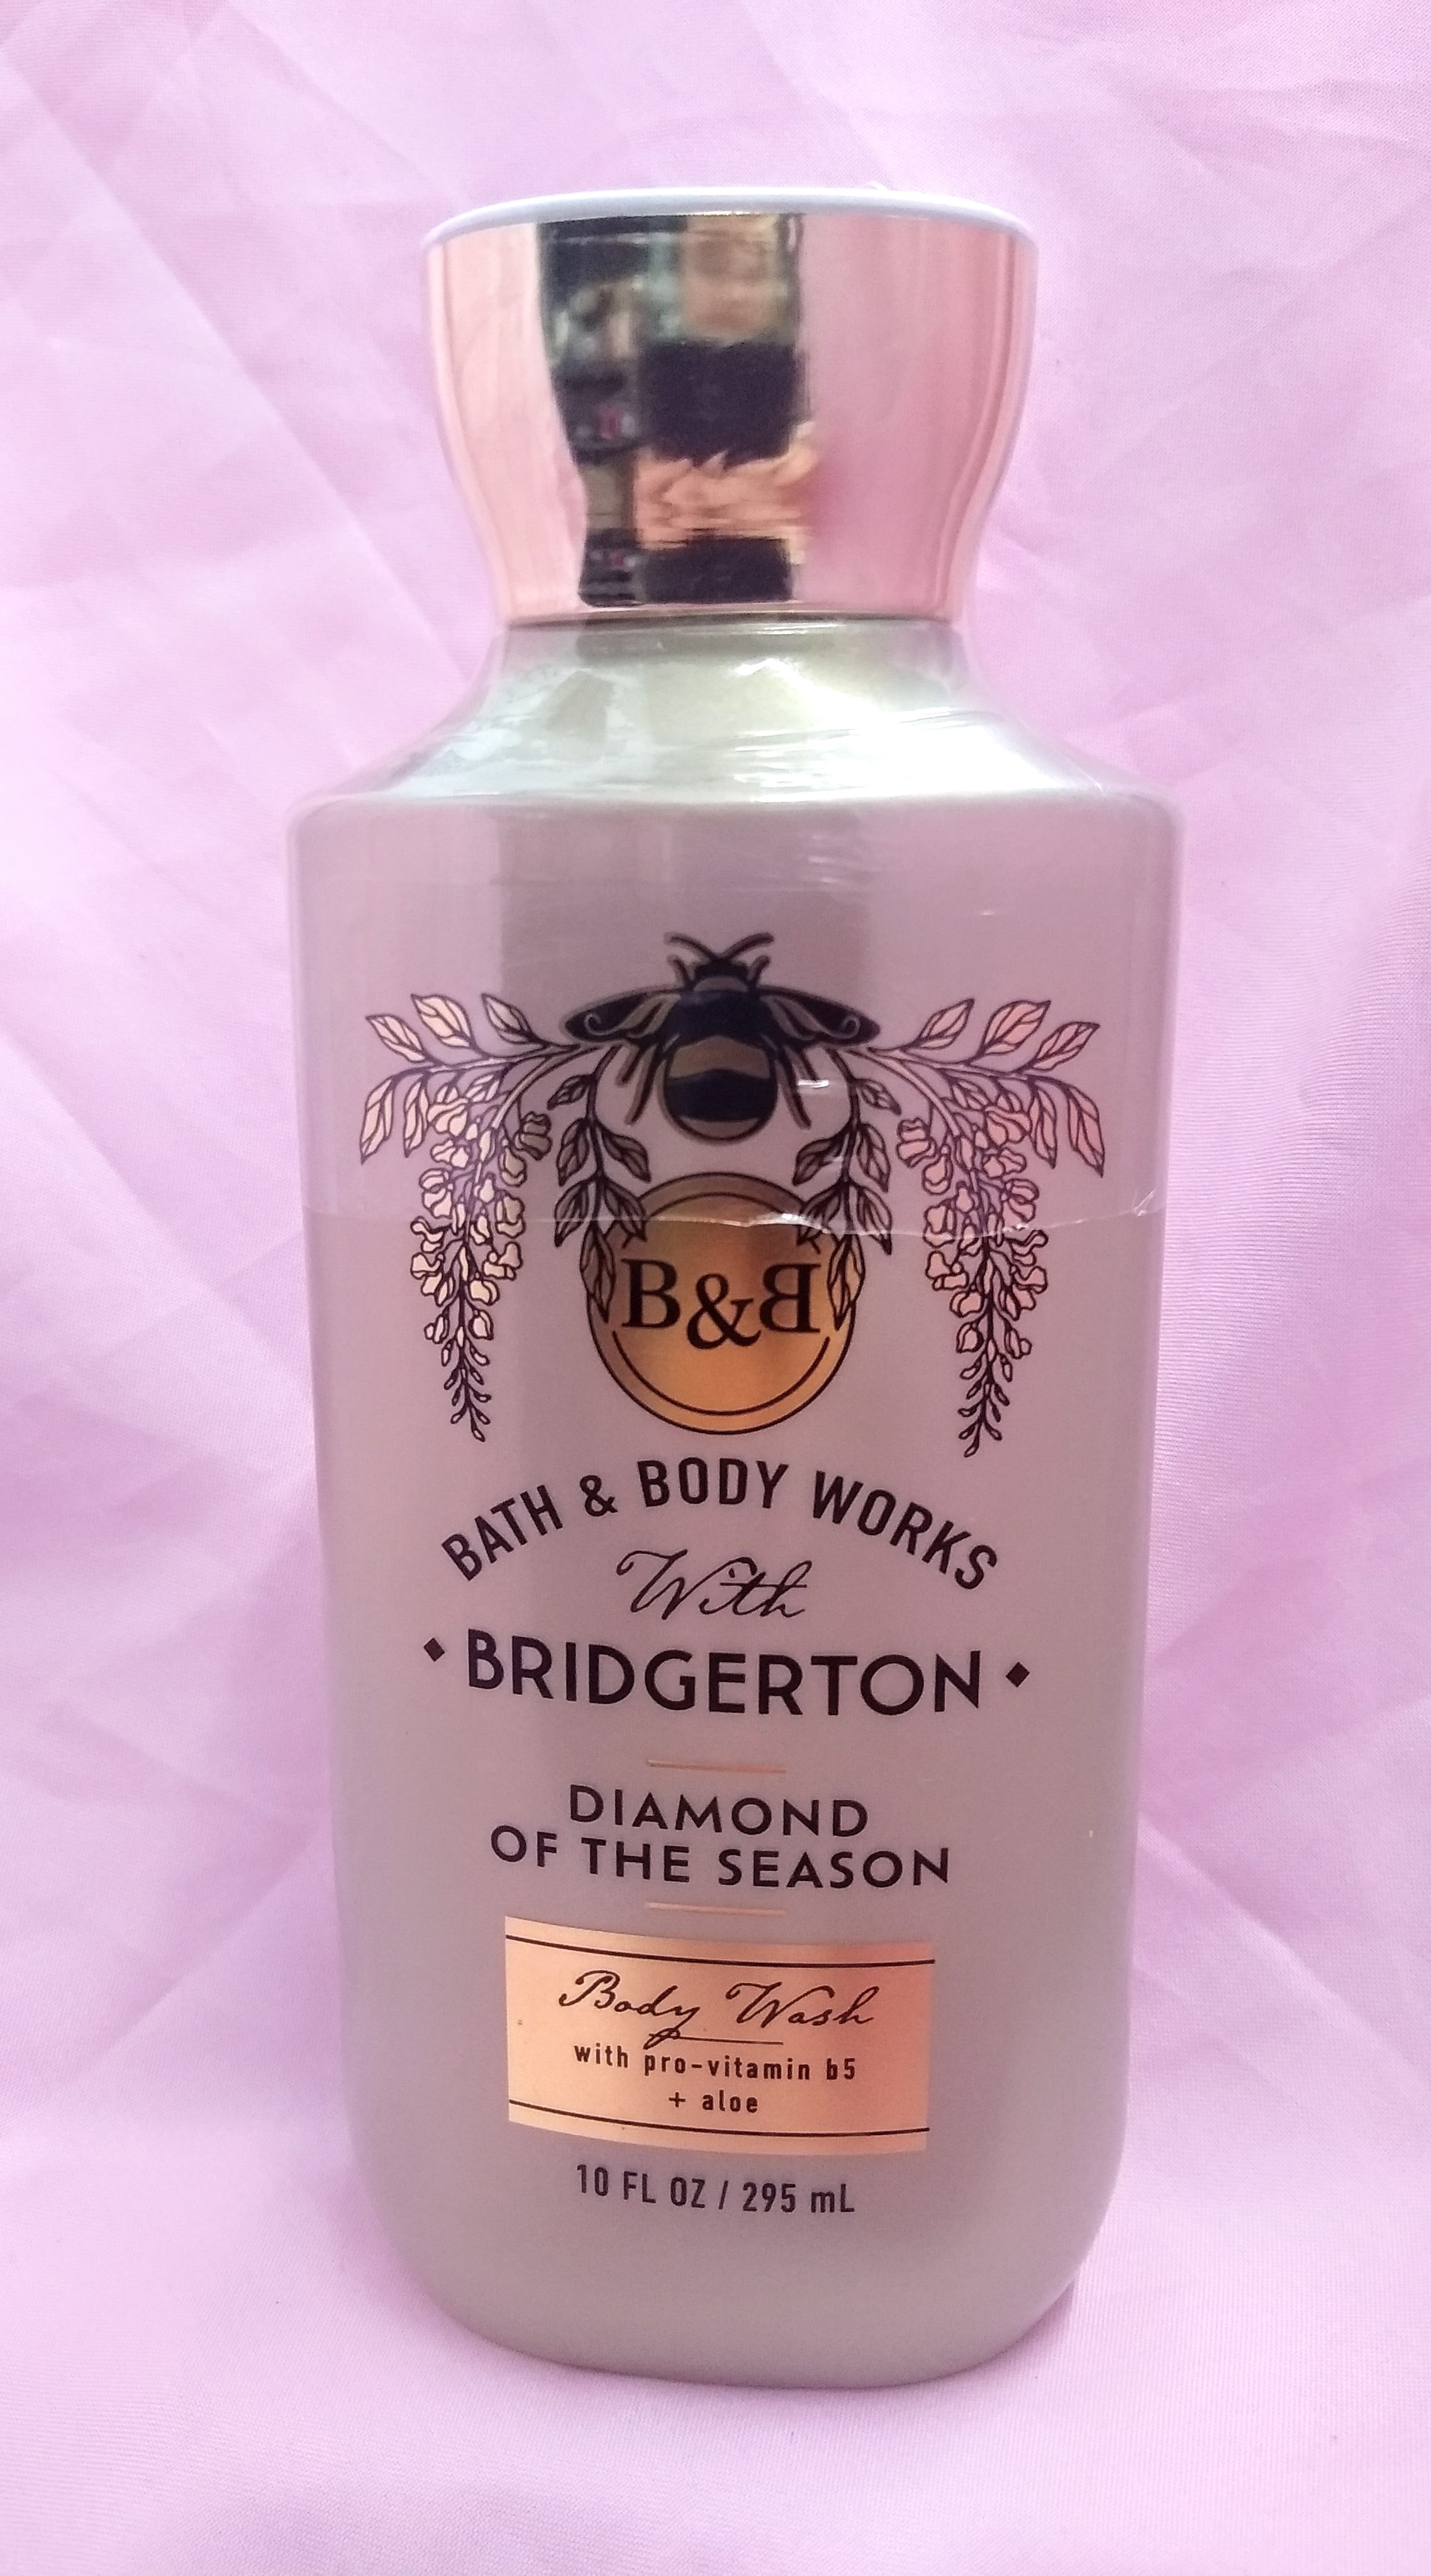 B&B
BATH & BODY WORKS
With
BRIDGERTON
DIAMOND
OF THE SEASON
Body Wash
with pro-vitamin b5
+ aloe
10 FL OZ / 295 mL